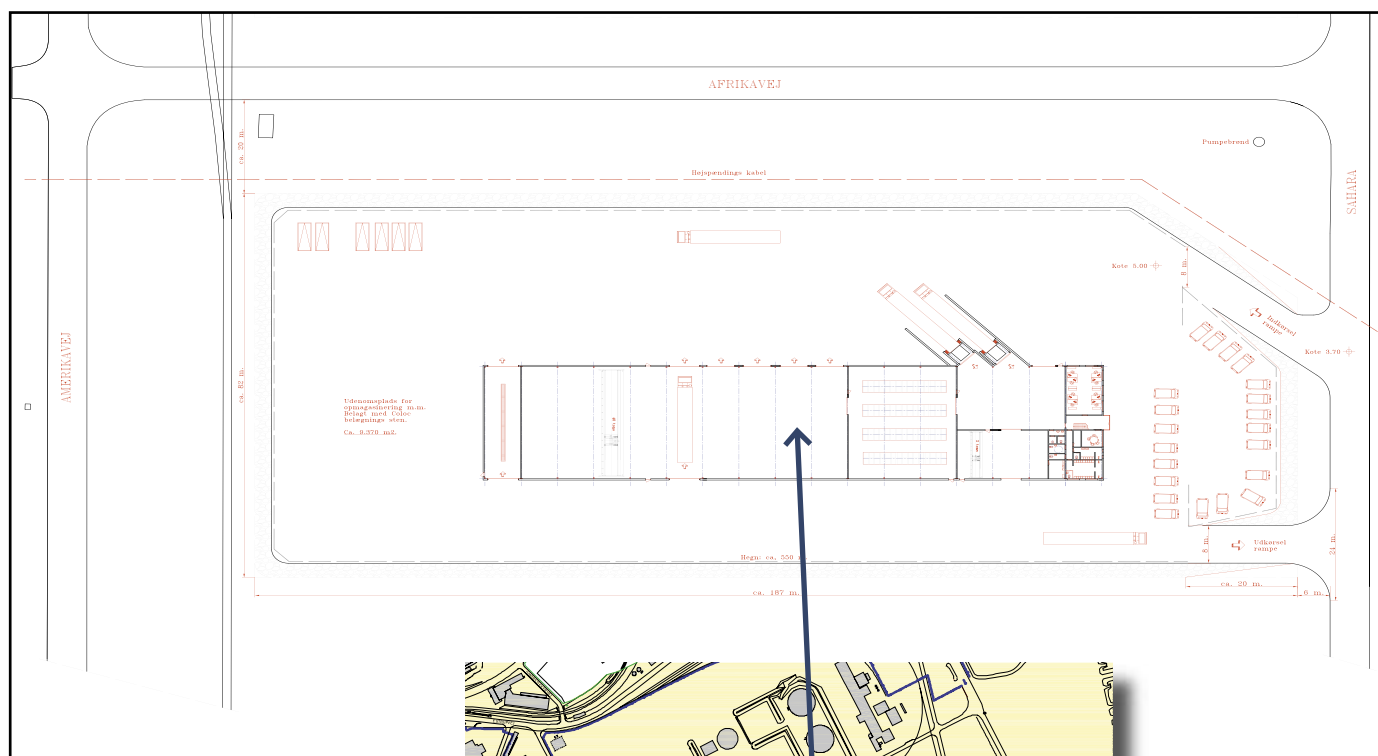 AFRIKAVEJ
ca. 20 m.
Pumpebrønd
Højspændings kabel
SAHARA
Kote 5.00
8 m.
Indkørsel
rampe
Kote 3.70
AMERIKAVEJ
ca. 82 m.
Udenomsplads for
opmagasinering m.m.
Belagt med Coloc
belægnings sten.
Ca. 9.370 m2.
Hegn: ca. 550
8 m.
Udkørsel
rampe
24 m.
ca. 20 m.
ca. 187 m.
6 m.